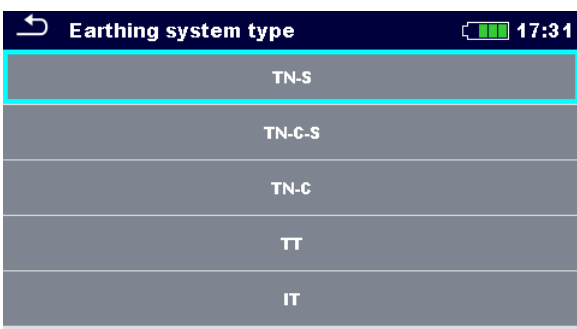 Earthing system type 17:31
TN-S
TN-C-S
TN-C
TT
IT